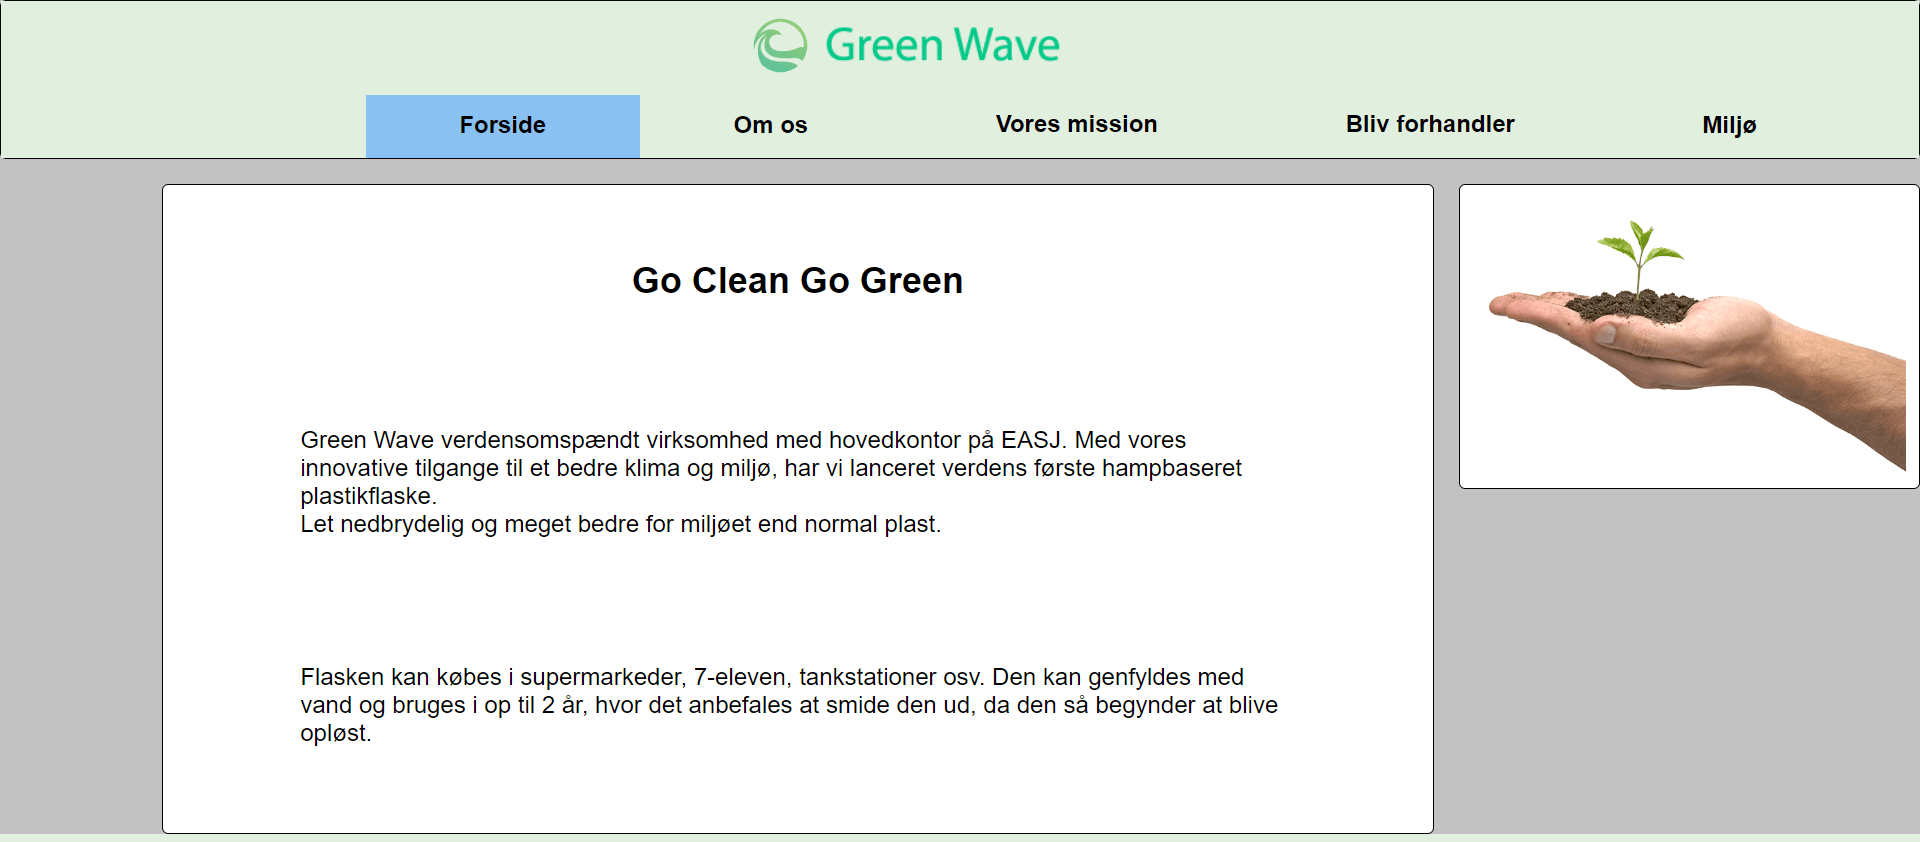 Green Wave
Forside
Om os
Vores mission
Bliv forhandler
Miljø
Go Clean Go Green
Green Wave verdensomspændt virksomhed med hovedkontor på EASJ. Med vores
innovative tilgange til et bedre klima og miljø, har vi lanceret verdens første hampbaseret
plastikflaske.
Let nedbrydelig og meget bedre for miljøet end normal plast.
Flasken kan købes i supermarkeder, 7-eleven, tankstationer osv. Den kan genfyldes med
vand og bruges i op til 2 år, hvor det anbefales at smide den ud, da den så begynder at blive
opløst.